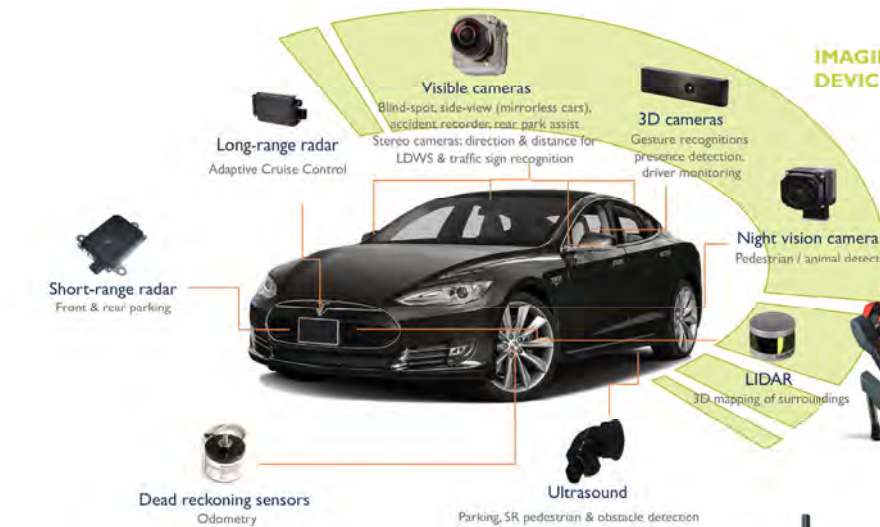 IMAGI
DEVIC
Visible cameras
Blind-spot, side-view (mirrorless cars),
accident recorder, rear park assist
Stereo cameras: direction & distance for
LDWS & traffic sign recognition
3D cameras
Gesture recognitions
presence detection,
driver monitoring
Long-range radar
Adaptive Cruise Control
Night vision camera
Pedestrian / animal detect
Short-range radar
Front & rear parking
LIDAR
3D mapping of surroundings
Dead reckoning sensors
Odometry
Ultrasound
Parking, SR pedestrian & obstacle detection